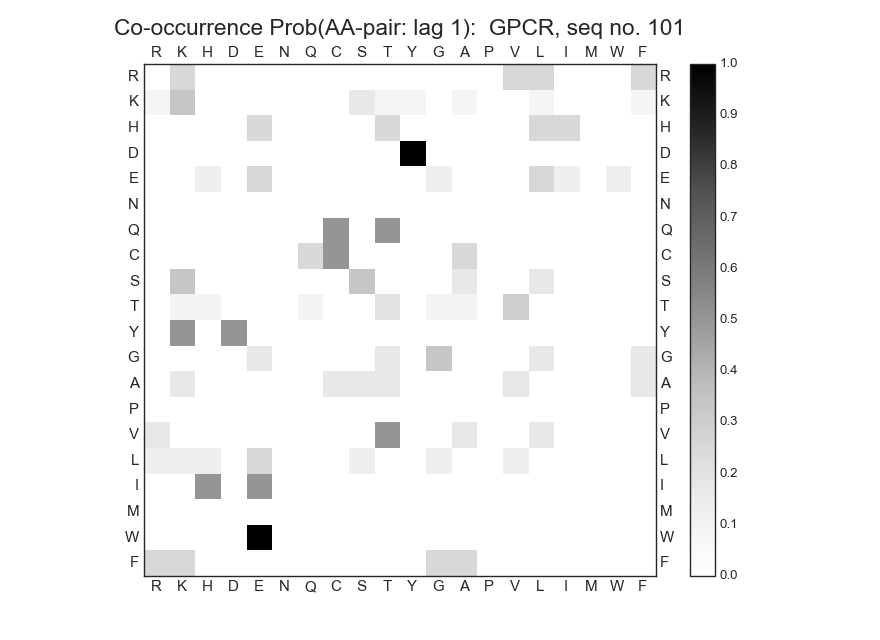 Co-occurrence Prob(AA-pair: lag 1):  GPCR, seq no. 101
R K H D E N Q C S T Y G A P V L I M W F
R R 1.0
K K 0.9
H H
D D 0.8
E E
N N 0.7
Q Q
C C 0.6
S S
T T 0.5
Y Y
G G 0.4
A A
P P 0.3
V V
L L 0.2
I I
M M 0.1
W W
F F 0.0
R K H D E N Q C S T Y G A P V L I M W F